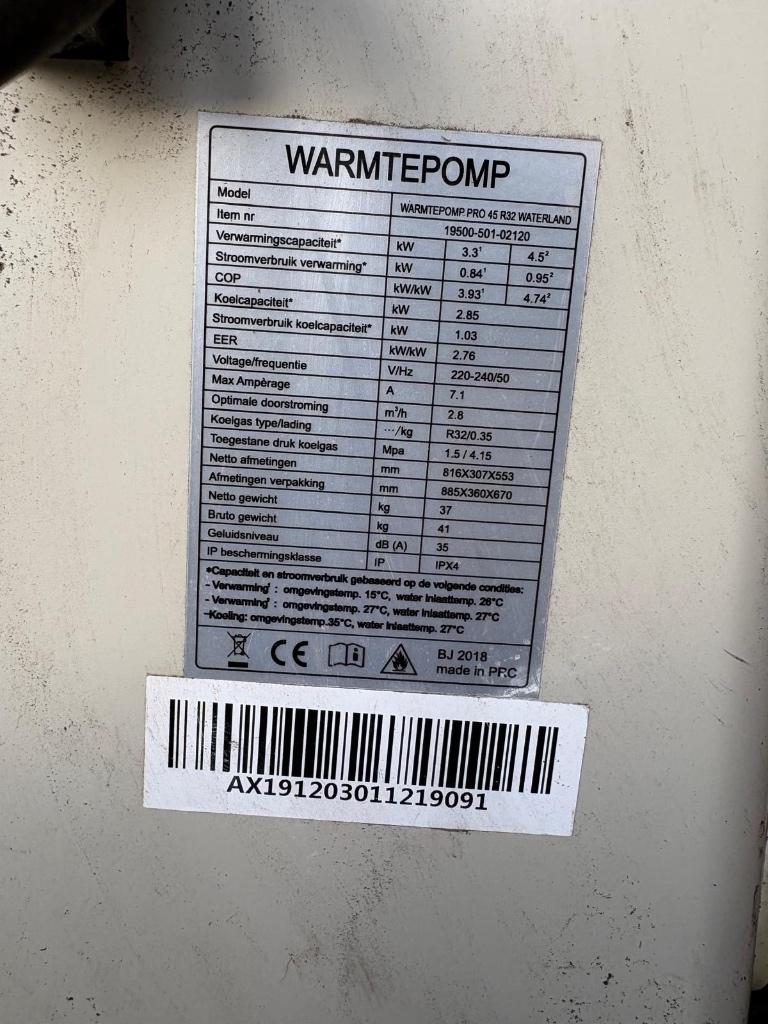 WARMTEPOMP
Model WARMTEPOMP PRO 45 R32 WATERLAND
Item nr 19500-501-02120
Verwarmingscapaciteit* kW 3.3¹ 4.5²
Stroomverbruik verwarming* kW 0.84¹ 0.95²
COP kW/kW 3.93¹ 4.74²
Koelcapaciteit* kW 2.85
Stroomverbruik koelcapaciteit* kW 1.03
EER kW/kW 2.76
Voltage/frequentie V/Hz 220-240/50
Max Ampèrage A 7.1
Optimale doorstroming m³/h 2.8
Koelgas type/lading ···/kg R32/0.35
Toegestane druk koelgas Mpa 1.5 / 4.15
Netto afmetingen mm 816X307X553
Afmetingen verpakking mm 885X360X670
Netto gewicht kg 37
Bruto gewicht kg 41
Geluidsniveau dB (A) 35
IP beschermingsklasse IP IPX4
*Capaciteit en stroomverbruik gebaseerd op de volgende condities:
- Verwarming¹ : omgevingstemp. 15°C, water inlaattemp. 26°C
- Verwarming² : omgevingstemp. 27°C, water inlaattemp. 27°C
-Koeling: omgevingstemp.35°C, water inlaattemp. 27°C
CE BJ 2018
made in PRC
AX191203011219091